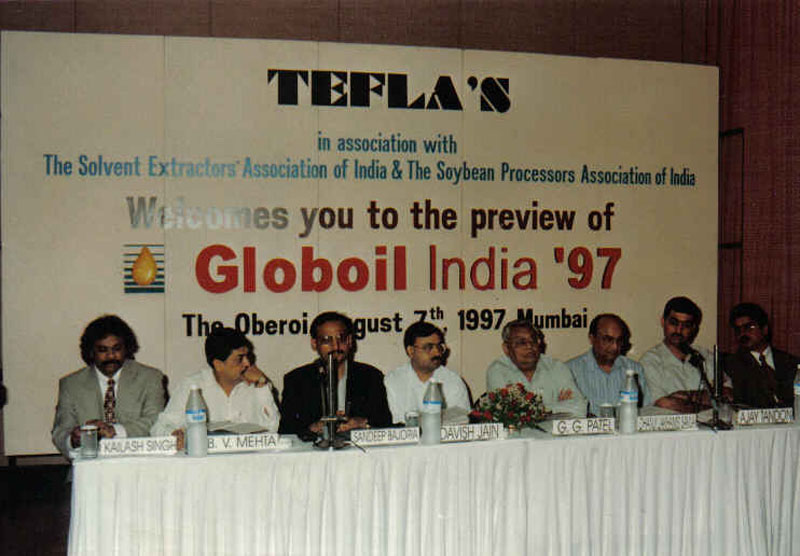 TEFLA'S
in association with
The Solvent Extractors' Association of India & The Soybean Processors Association of India
Welcomes you to the preview of
Globoil India '97
The Oberoi August 7th, 1997 Mumbai
KAILASH SINGH
B. V. MEHTA
SANDEEP BAJORIA
DAVISH JAIN
G. G. PATEL
AJAY TANDON